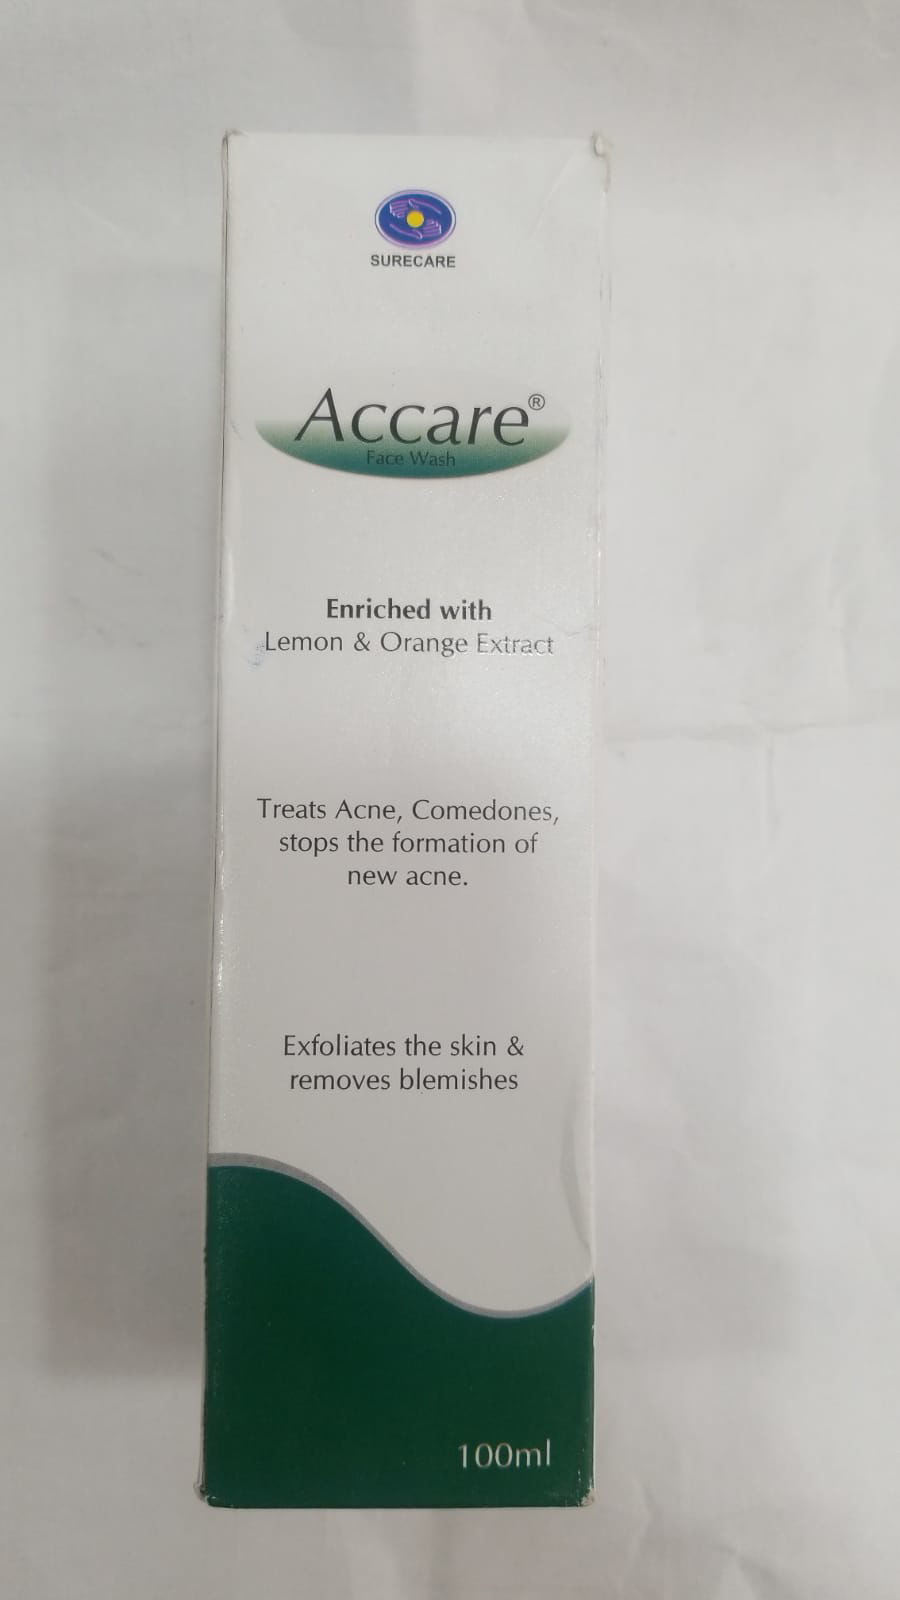 SURECARE
Accare®
Face Wash
Enriched with
Lemon & Orange Extract
Treats Acne, Comedones,
stops the formation of
new acne.
Exfoliates the skin &
removes blemishes
100ml